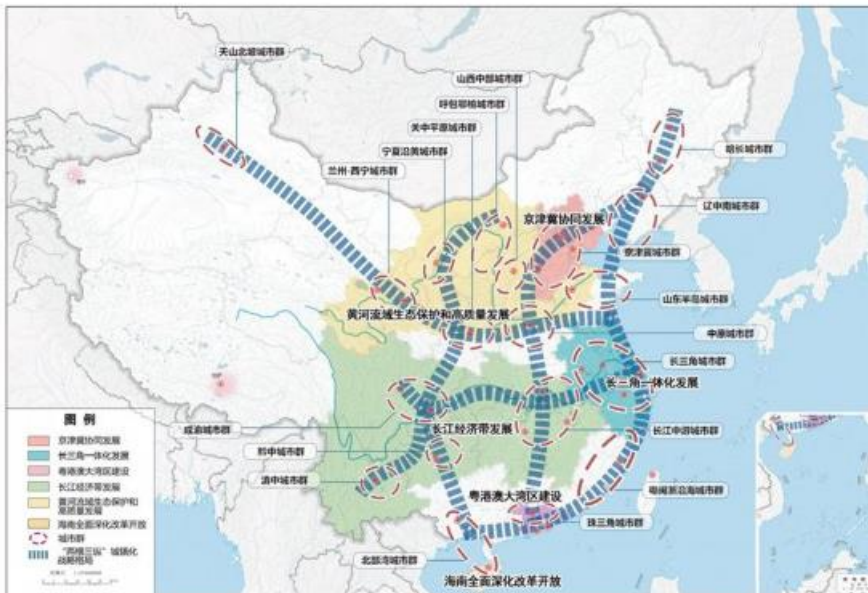 天山北坡城市群
山西中部城市群
呼包鄂榆城市群
关中平原城市群
宁夏沿黄城市群
兰州-西宁城市群
哈长城市群
辽中南城市群
京津冀协同发展
京津冀城市群
山东半岛城市群
黄河流域生态保护和高质量发展
中原城市群
长三角城市群
长三角一体化发展
成渝城市群
长江经济带发展
长江中游城市群
黔中城市群
滇中城市群
粤港澳大湾区建设
粤闽浙沿海城市群
珠三角城市群
北部湾城市群
海南全面深化改革开放
图 例
京津冀协同发展
长三角一体化发展
粤港澳大湾区建设
长江经济带发展
黄河流域生态保护和
高质量发展
海南全面深化改革开放
城市群
“两横三纵”城镇化
战略格局